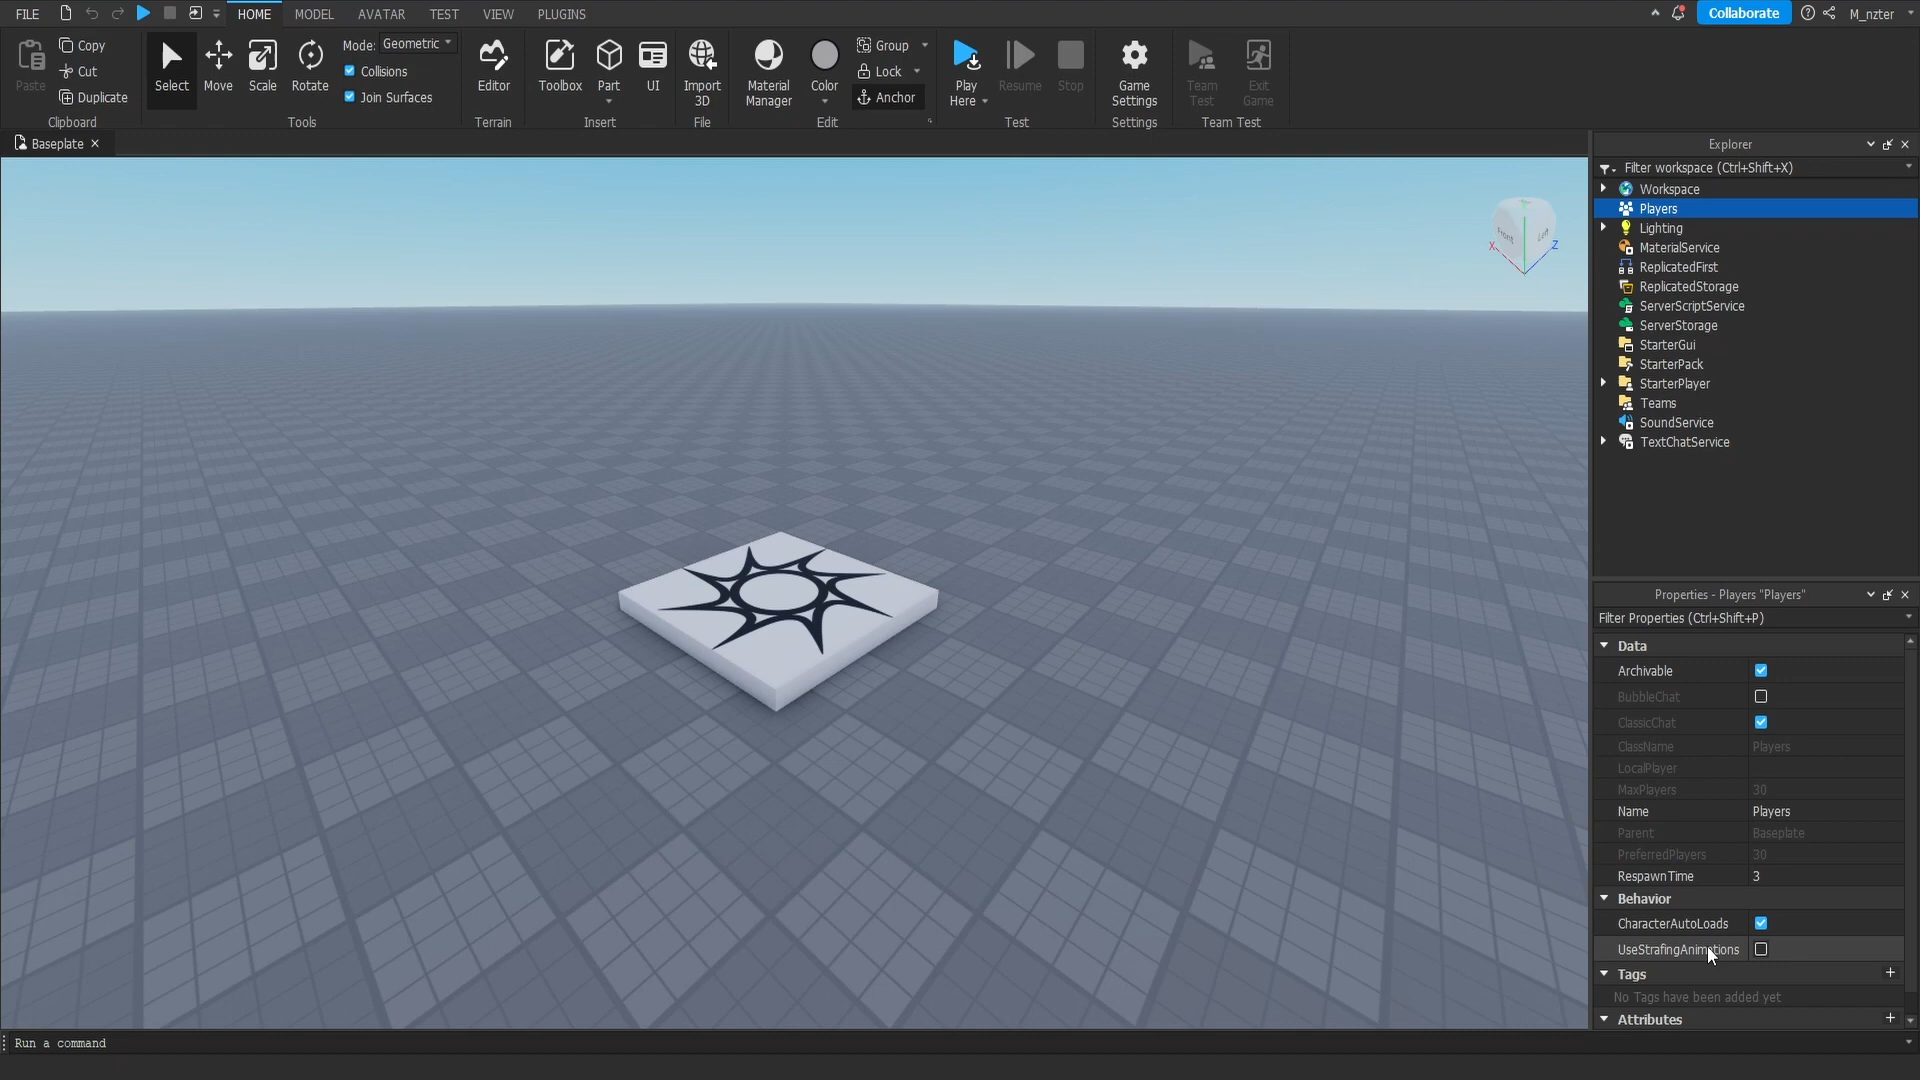 FILE HOME MODEL AVATAR TEST VIEW PLUGINS Collaborate M_nzter
Paste Copy Cut Duplicate
Clipboard
Select Move Scale Rotate Mode: Geometric
Collisions
Join Surfaces
Tools
Editor
Terrain
Toolbox Part UI
Insert
Import 3D
File
Material Manager Color Group
Lock
Anchor
Edit
Play Here Resume Stop
Test
Game Settings
Settings
Team Test Exit Game
Team Test
Baseplate
Front Left
X Z
Explorer
Filter workspace (Ctrl+Shift+X)
Workspace
Players
Lighting
MaterialService
ReplicatedFirst
ReplicatedStorage
ServerScriptService
ServerStorage
StarterGui
StarterPack
StarterPlayer
Teams
SoundService
TextChatService
Properties - Players "Players"
Filter Properties (Ctrl+Shift+P)
Data
Archivable
BubbleChat
ClassicChat
ClassName Players
LocalPlayer
MaxPlayers 30
Name Players
Parent Baseplate
PreferredPlayers 30
RespawnTime 3
Behavior
CharacterAutoLoads
UseStrafingAnimations
Tags
No Tags have been added yet
Attributes
Run a command